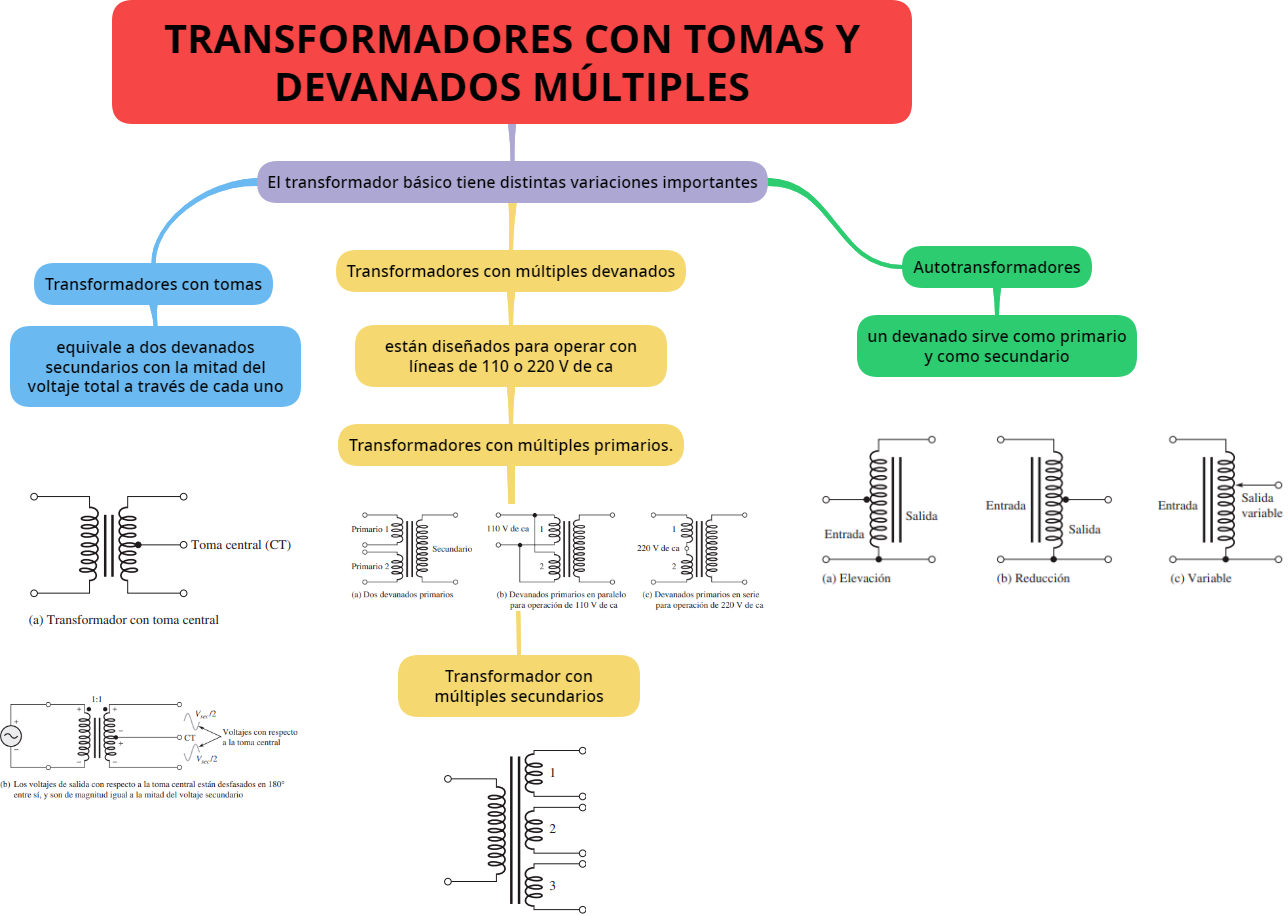 TRANSFORMADORES CON TOMAS Y
DEVANADOS MÚLTIPLES
El transformador básico tiene distintas variaciones importantes
Transformadores con tomas
equivale a dos devanados
secundarios con la mitad del
voltaje total a través de cada uno
Toma central (CT)
(a) Transformador con toma central
1:1
+
+
+
−
−
+
−
−
CT
Vsec/2
Vsec/2
Voltajes con respecto
a la toma central
(b) Los voltajes de salida con respecto a la toma central están desfasados en 180°
entre sí, y son de magnitud igual a la mitad del voltaje secundario
Transformadores con múltiples devanados
están diseñados para operar con
líneas de 110 o 220 V de ca
Transformadores con múltiples primarios.
Primario 1
Primario 2
Secundario
(a) Dos devanados primarios
110 V de ca
1
2
(b) Devanados primarios en paralelo
para operación de 110 V de ca
1
220 V de ca
2
(c) Devanados primarios en serie
para operación de 220 V de ca
Transformador con
múltiples secundarios
1
2
3
Autotransformadores
un devanado sirve como primario
y como secundario
Entrada
Salida
(a) Elevación
Entrada
Salida
(b) Reducción
Entrada
Salida
variable
(c) Variable